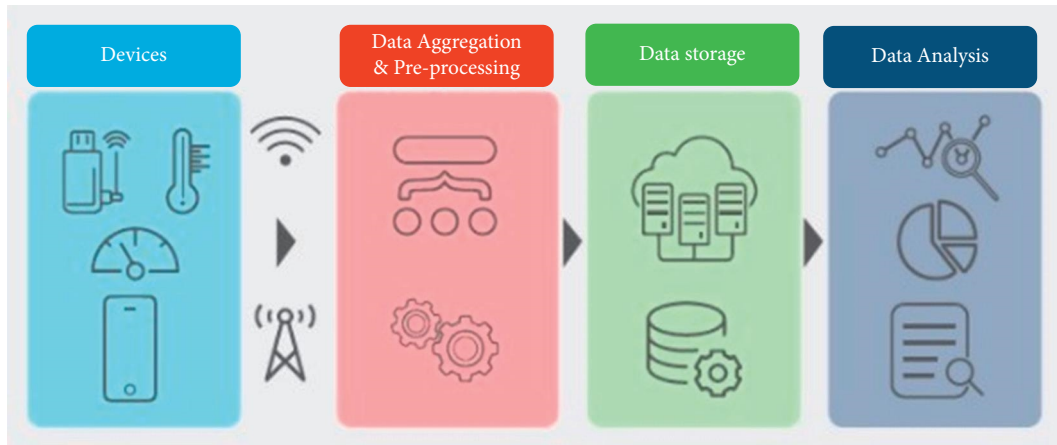 Devices
Data Aggregation
& Pre-processing
Data storage
Data Analysis